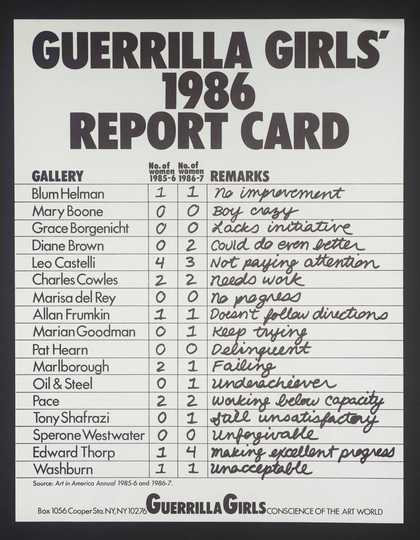 GUERRILLA GIRLS'
1986
REPORT CARD
GALLERY No. of women 1985-6 No. of women 1986-7 REMARKS
Blum Helman 1 1 no improvement
Mary Boone 0 0 Boy crazy
Grace Borgenicht 0 0 Lacks initiative
Diane Brown 0 2 Could do even better
Leo Castelli 4 3 Not paying attention
Charles Cowles 2 2 Needs work
Marisa del Rey 0 0 No progress
Allan Frumkin 1 1 Doesn't follow directions
Marian Goodman 0 1 Keep trying
Pat Hearn 0 0 Delinquent
Marlborough 2 1 Failing
Oil & Steel 0 1 Underachiever
Pace 2 2 Working below capacity
Tony Shafrazi 0 1 Still unsatisfactory
Sperone Westwater 0 0 Unforgivable
Edward Thorp 1 4 Making excellent progress
Washburn 1 1 Unacceptable
Source: Art in America Annual 1985-6 and 1986-7.
Box 1056 Cooper Sta. NY, NY 10276 GUERRILLA GIRLS CONSCIENCE OF THE ART WORLD